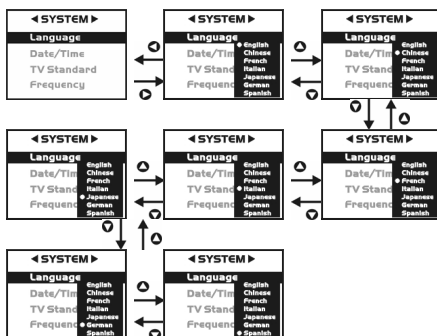 ◄ SYSTEM ►
Language
Date/Time
TV Standard
Frequency
◄ SYSTEM ►
Language
Date/Tim
TV Stand
Frequenc
English
Chinese
French
Italian
Japanese
German
Spanish
◄ SYSTEM ►
Language
Date/Tim
TV Stand
Frequenc
English
Chinese
French
Italian
Japanese
German
Spanish
◄ SYSTEM ►
Language
Date/Tim
TV Stand
Frequenc
English
Chinese
French
Italian
Japanese
German
Spanish
◄ SYSTEM ►
Language
Date/Tim
TV Stand
Frequenc
English
Chinese
French
Italian
Japanese
German
Spanish
◄ SYSTEM ►
Language
Date/Tim
TV Stand
Frequenc
English
Chinese
French
Italian
Japanese
German
Spanish
◄ SYSTEM ►
Language
Date/Tim
TV Stand
Frequenc
English
Chinese
French
Italian
Japanese
German
Spanish
◄ SYSTEM ►
Language
Date/Tim
TV Stand
Frequenc
English
Chinese
French
Italian
Japanese
German
Spanish